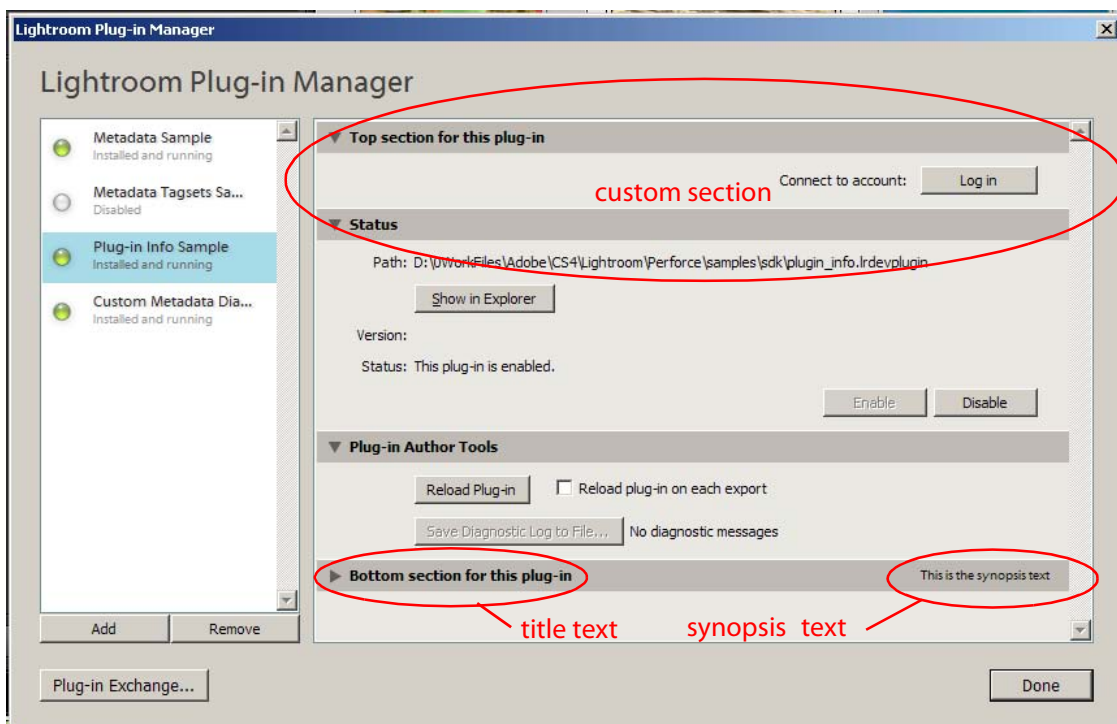 Lightroom Plug-in Manager
Lightroom Plug-in Manager
Metadata Sample
Installed and running
Metadata Tagsets Sa...
Disabled
Plug-in Info Sample
Installed and running
Custom Metadata Dia...
Installed and running
Add Remove
Top section for this plug-in
Connect to account: Log in
custom section
Status
Path: D:\0WorkFiles\Adobe\CS4\Lightroom\Perforce\samples\sdk\plugin_info.lrdevplugin
Show in Explorer
Version:
Status: This plug-in is enabled.
Enable Disable
Plug-in Author Tools
Reload Plug-in Reload plug-in on each export
Save Diagnostic Log to File... No diagnostic messages
Bottom section for this plug-in This is the synopsis text
title text synopsis text
Plug-in Exchange... Done